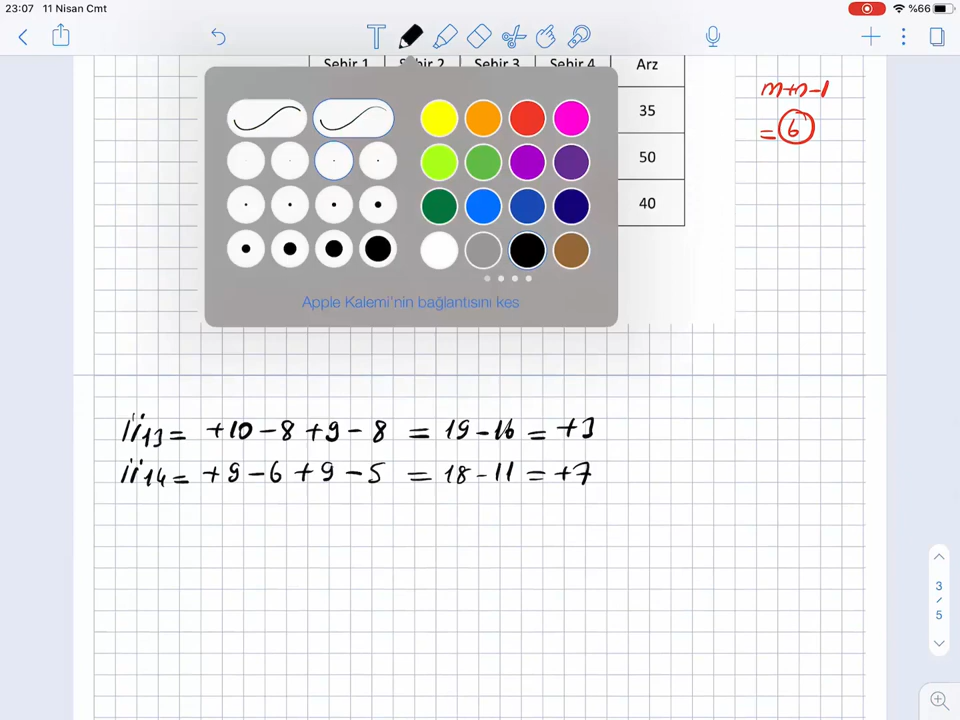 23:07 11 Nisan Cmt %66
Şehir 1 Şehir 2 Şehir 3 Şehir 4 Arz
m+n-1
35
= 6
50
40
Apple Kalemi'nin bağlantısını kes
İİ13 = +10 - 8 + 9 - 8 = 19 - 16 = +3
İİ14 = +9 - 6 + 9 - 5 = 18 - 11 = +7
3
/
5